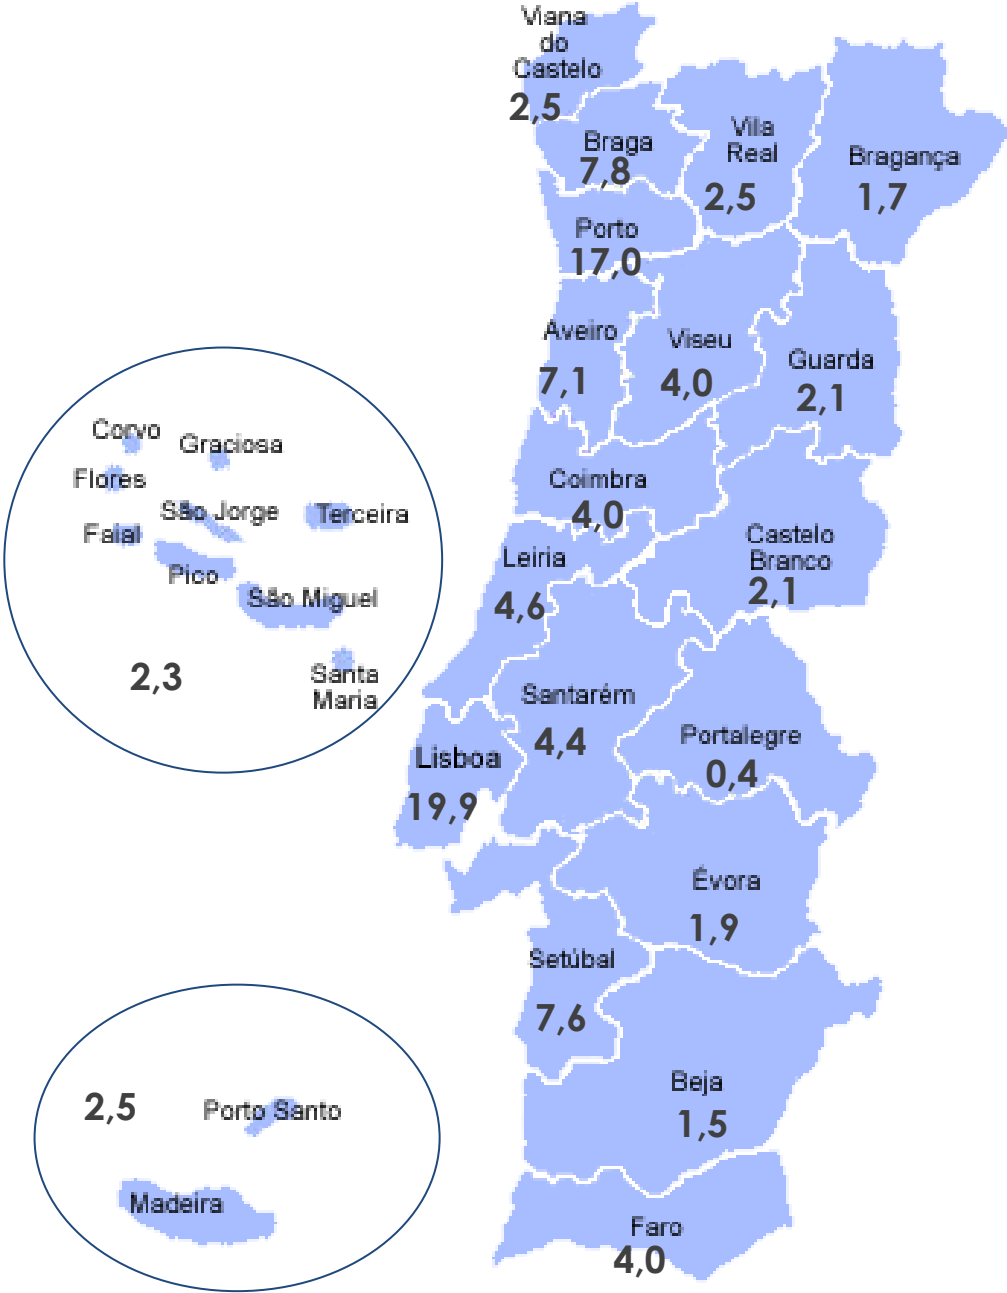 Viana
do
Castelo
2,5
Braga
7,8
Vila
Real
2,5
Bragança
1,7
Porto
17,0
Aveiro
7,1
Viseu
4,0
Guarda
2,1
Corvo
Graciosa
Flores
São Jorge
Terceira
Faial
Pico
São Miguel
Santa
Maria
2,3
Coimbra
4,0
Castelo
Branco
2,1
Leiria
4,6
Santarém
4,4
Portalegre
0,4
Lisboa
19,9
Évora
1,9
Setúbal
7,6
Beja
1,5
2,5
Porto Santo
Madeira
Faro
4,0